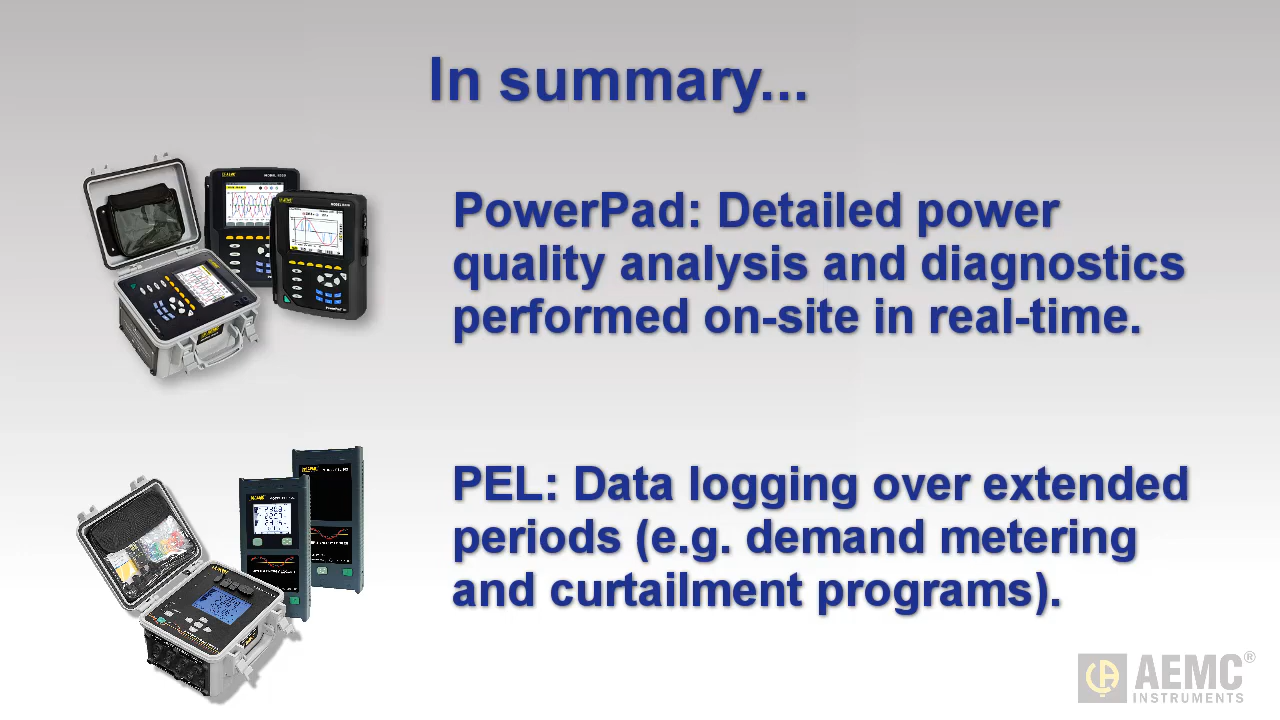 In summary...
PowerPad: Detailed power
quality analysis and diagnostics
performed on-site in real-time.
PEL: Data logging over extended
periods (e.g. demand metering
and curtailment programs).
AEMC®
INSTRUMENTS